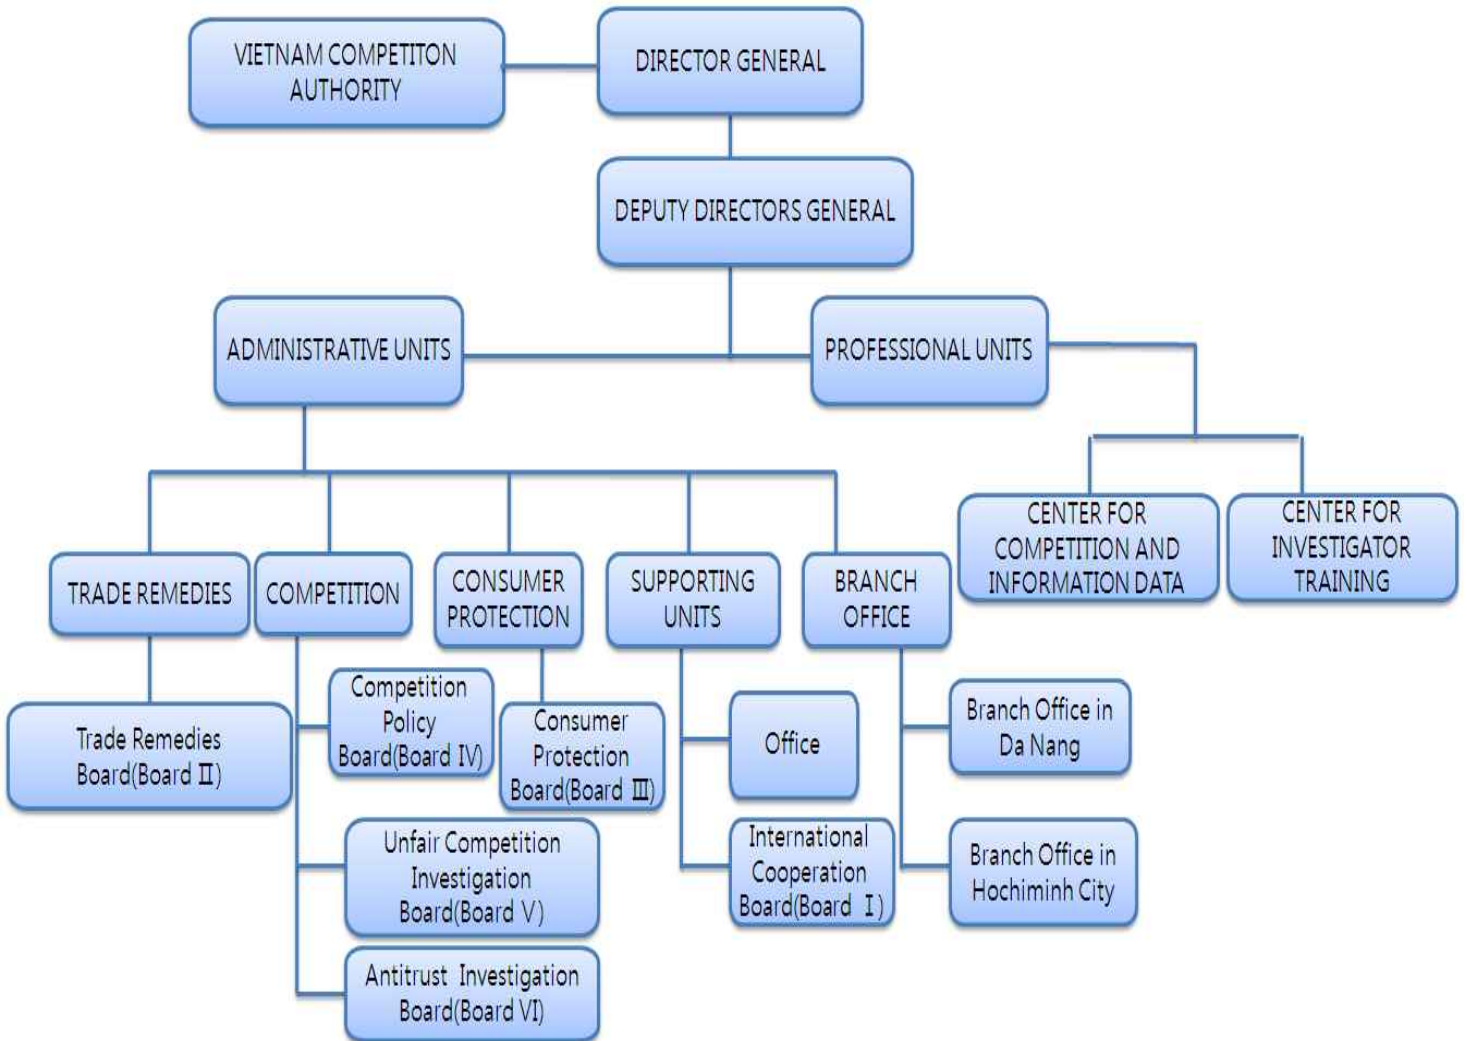 VIETNAM COMPETITON
AUTHORITY
DIRECTOR GENERAL
DEPUTY DIRECTORS GENERAL
ADMINISTRATIVE UNITS
PROFESSIONAL UNITS
CENTER FOR
COMPETITION AND
INFORMATION DATA
CENTER FOR
INVESTIGATOR
TRAINING
TRADE REMEDIES
COMPETITION
CONSUMER
PROTECTION
SUPPORTING
UNITS
BRANCH
OFFICE
Trade Remedies
Board(Board Ⅱ)
Competition
Policy
Board(Board Ⅳ)
Consumer
Protection
Board(Board Ⅲ)
Office
Branch Office in
Da Nang
Unfair Competition
Investigation
Board(Board Ⅴ)
International
Cooperation
Board(Board Ⅰ)
Branch Office in
Hochiminh City
Antitrust Investigation
Board(Board Ⅵ)